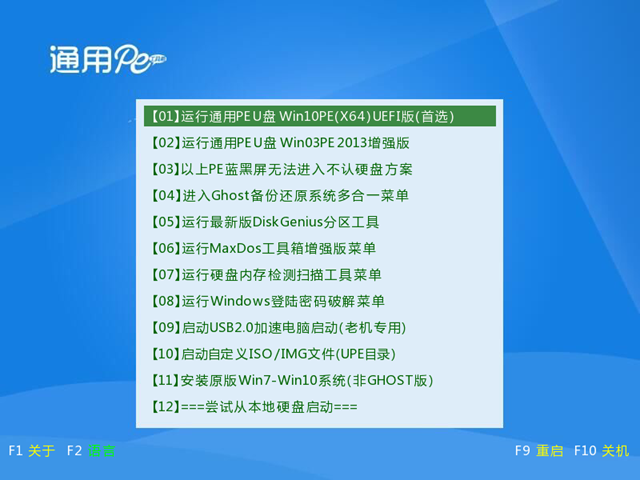 通用Pe工具箱
【01】运行通用PE U盘 Win10PE(X64)UEFI版(首选)
【02】运行通用PE U盘 Win03PE 2013增强版
【03】以上PE蓝黑屏无法进入不认硬盘方案
【04】进入Ghost备份还原系统多合一菜单
【05】运行最新版DiskGenius分区工具
【06】运行MaxDos工具箱增强版菜单
【07】运行硬盘内存检测扫描工具菜单
【08】运行Windows登陆密码破解菜单
【09】启动USB2.0加速电脑启动(老机专用)
【10】启动自定义ISO/IMG文件(UPE目录)
【11】安装原版Win7-Win10系统(非GHOST版)
【12】===尝试从本地硬盘启动===
F1 关于 F2 语言 F9 重启 F10 关机